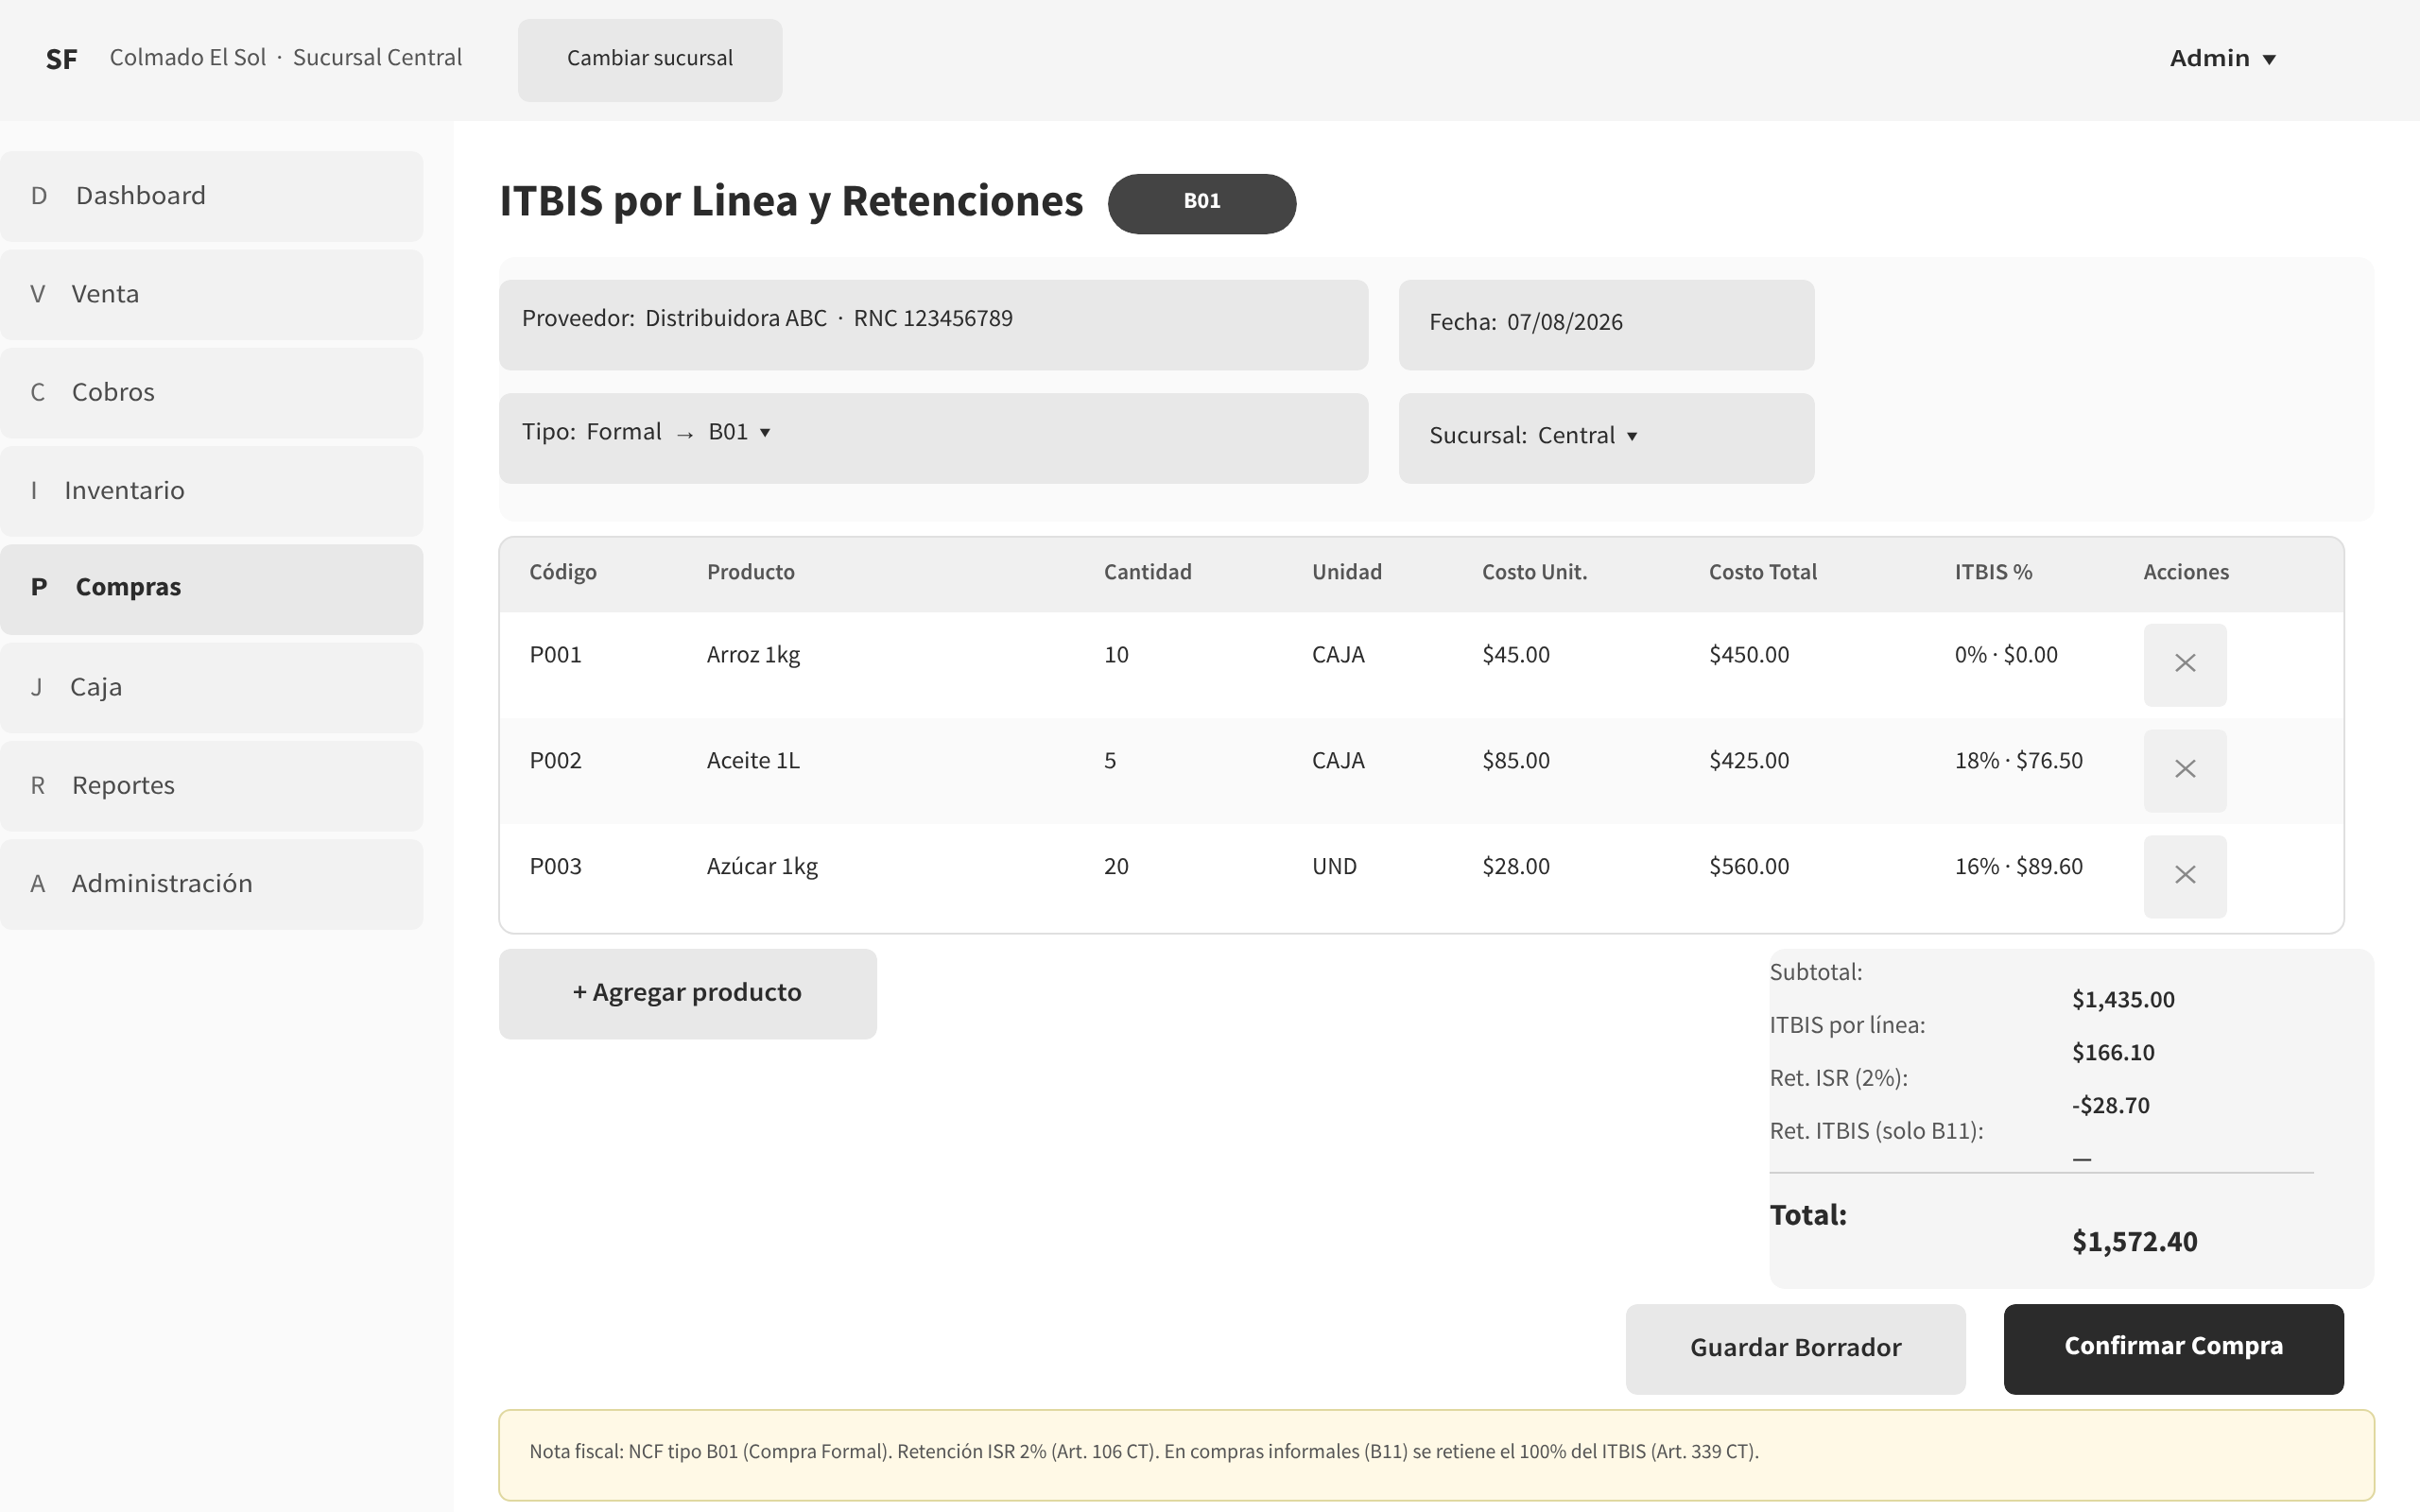 SF Colmado El Sol · Sucursal Central Cambiar sucursal Admin ▼
D Dashboard
V Venta
C Cobros
I Inventario
P Compras
J Caja
R Reportes
A Administración
ITBIS por Linea y Retenciones B01
Proveedor: Distribuidora ABC · RNC 123456789 Fecha: 07/08/2026
Tipo: Formal → B01 ▼ Sucursal: Central ▼
Código Producto Cantidad Unidad Costo Unit. Costo Total ITBIS % Acciones
P001 Arroz 1kg 10 CAJA $45.00 $450.00 0% · $0.00 ×
P002 Aceite 1L 5 CAJA $85.00 $425.00 18% · $76.50 ×
P003 Azúcar 1kg 20 UND $28.00 $560.00 16% · $89.60 ×
+ Agregar producto
Subtotal: $1,435.00
ITBIS por línea: $166.10
Ret. ISR (2%): -$28.70
Ret. ITBIS (solo B11): —
Total: $1,572.40
Guardar Borrador Confirmar Compra
Nota fiscal: NCF tipo B01 (Compra Formal). Retención ISR 2% (Art. 106 CT). En compras informales (B11) se retiene el 100% del ITBIS (Art. 339 CT).